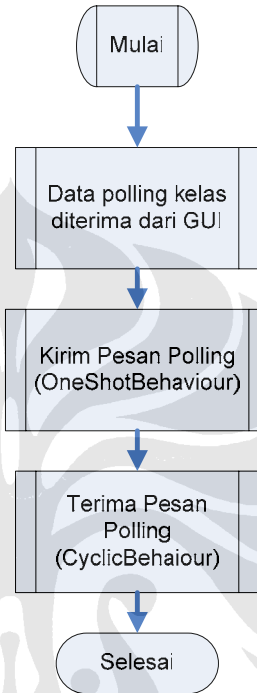 Mulai
Data polling kelas
diterima dari GUI
Kirim Pesan Polling
(OneShotBehaviour)
Terima Pesan
Polling
(CyclicBehaiour)
Selesai